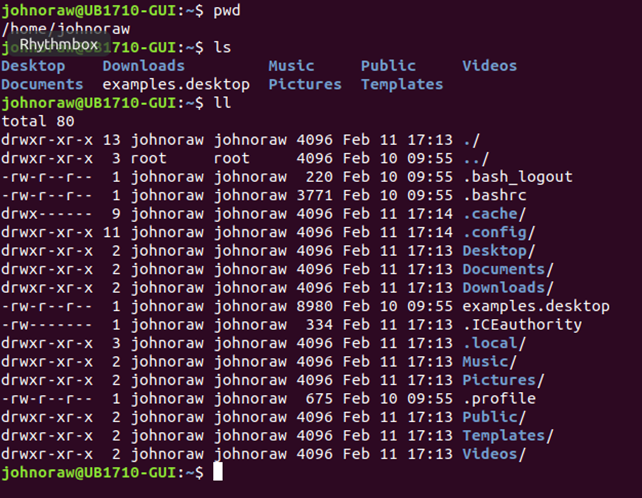 johnoraw@UB1710-GUI:~$ pwd
/home/johnoraw
johnoraw@UB1710-GUI:~$ ls
Rhythmbox
Desktop    Downloads         Music     Public     Videos
Documents  examples.desktop  Pictures  Templates
johnoraw@UB1710-GUI:~$ ll
total 80
drwxr-xr-x 13 johnoraw johnoraw 4096 Feb 11 17:13 ./
drwxr-xr-x  3 root     root     4096 Feb 10 09:55 ../
-rw-r--r--  1 johnoraw johnoraw  220 Feb 10 09:55 .bash_logout
-rw-r--r--  1 johnoraw johnoraw 3771 Feb 10 09:55 .bashrc
drwx------  9 johnoraw johnoraw 4096 Feb 11 17:14 .cache/
drwxr-xr-x 11 johnoraw johnoraw 4096 Feb 11 17:14 .config/
drwxr-xr-x  2 johnoraw johnoraw 4096 Feb 11 17:13 Desktop/
drwxr-xr-x  2 johnoraw johnoraw 4096 Feb 11 17:13 Documents/
drwxr-xr-x  2 johnoraw johnoraw 4096 Feb 11 17:13 Downloads/
-rw-r--r--  1 johnoraw johnoraw 8980 Feb 10 09:55 examples.desktop
-rw-------  1 johnoraw johnoraw  334 Feb 11 17:13 .ICEauthority
drwxr-xr-x  3 johnoraw johnoraw 4096 Feb 11 17:13 .local/
drwxr-xr-x  2 johnoraw johnoraw 4096 Feb 11 17:13 Music/
drwxr-xr-x  2 johnoraw johnoraw 4096 Feb 11 17:13 Pictures/
-rw-r--r--  1 johnoraw johnoraw  675 Feb 10 09:55 .profile
drwxr-xr-x  2 johnoraw johnoraw 4096 Feb 11 17:13 Public/
drwxr-xr-x  2 johnoraw johnoraw 4096 Feb 11 17:13 Templates/
drwxr-xr-x  2 johnoraw johnoraw 4096 Feb 11 17:13 Videos/
johnoraw@UB1710-GUI:~$